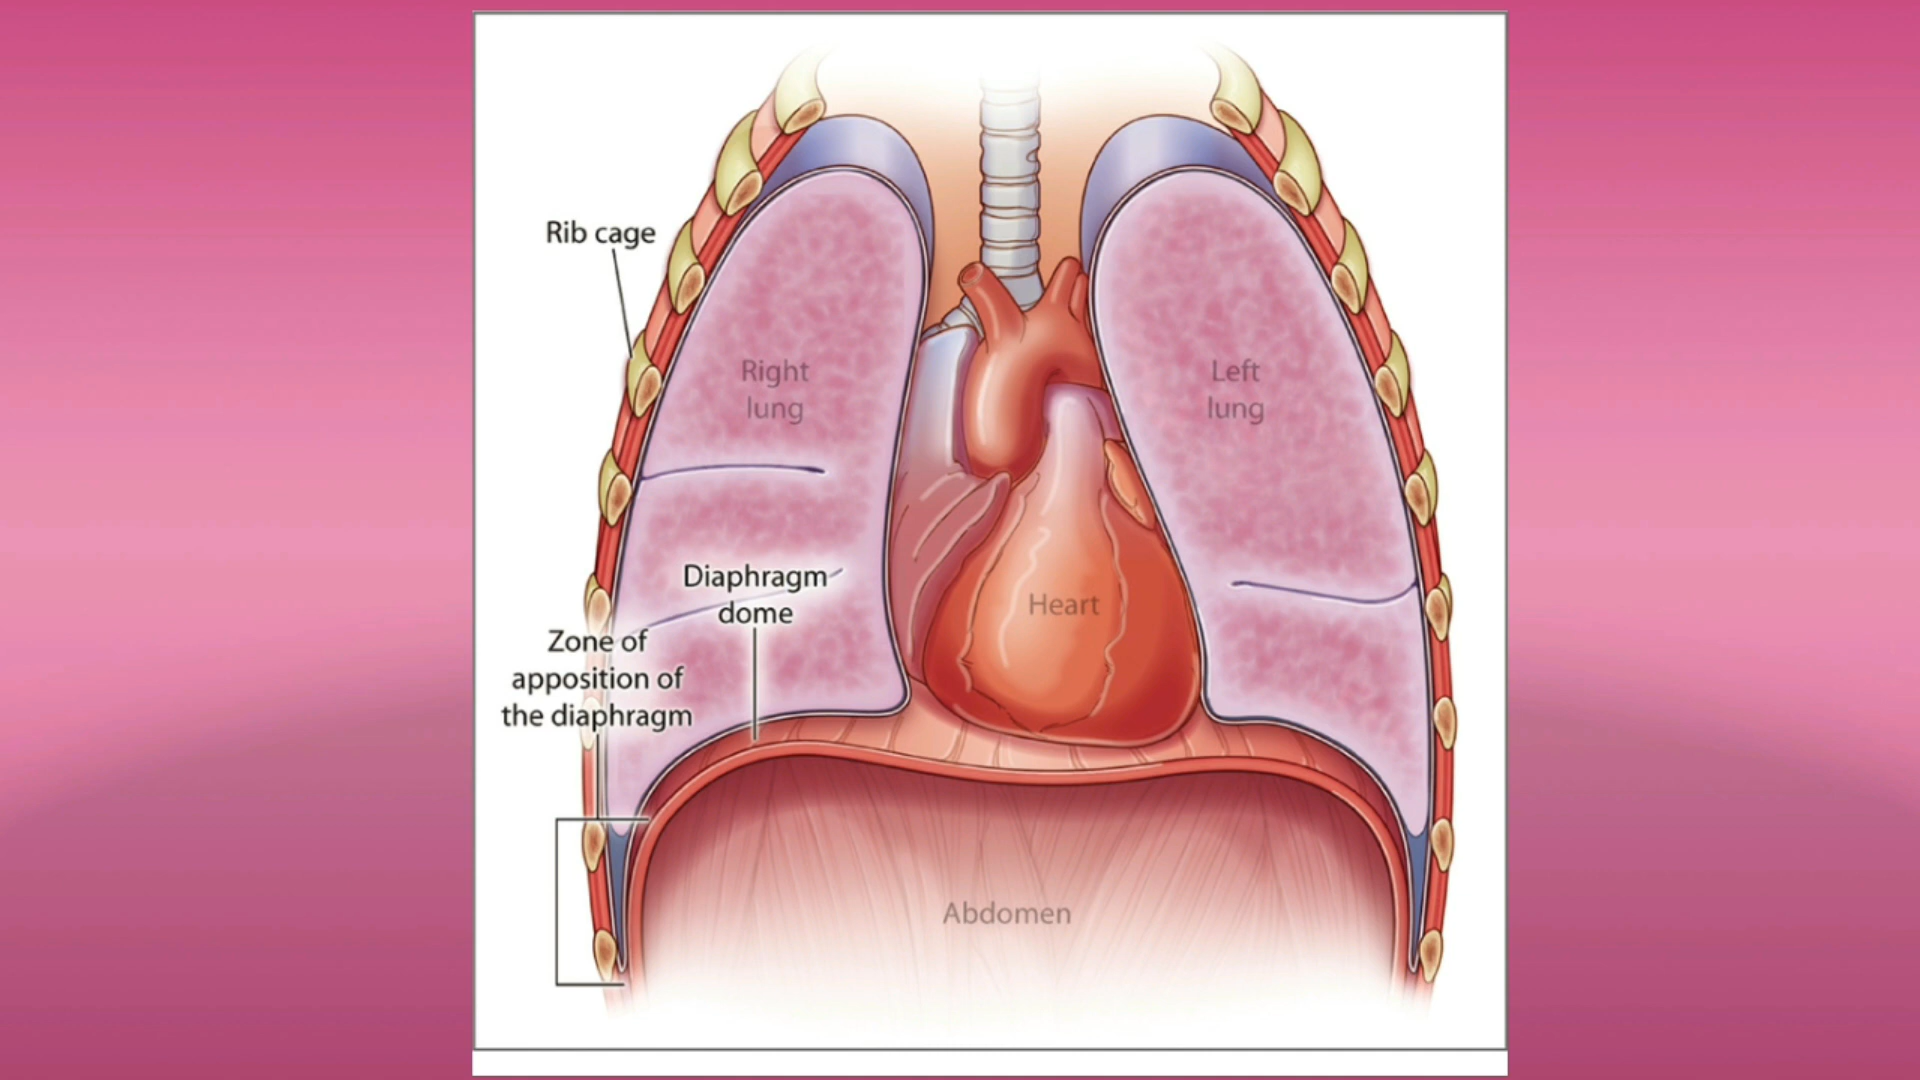 Rib cage
Right
lung
Left
lung
Diaphragm
dome
Heart
Zone of
apposition of
the diaphragm
Abdomen